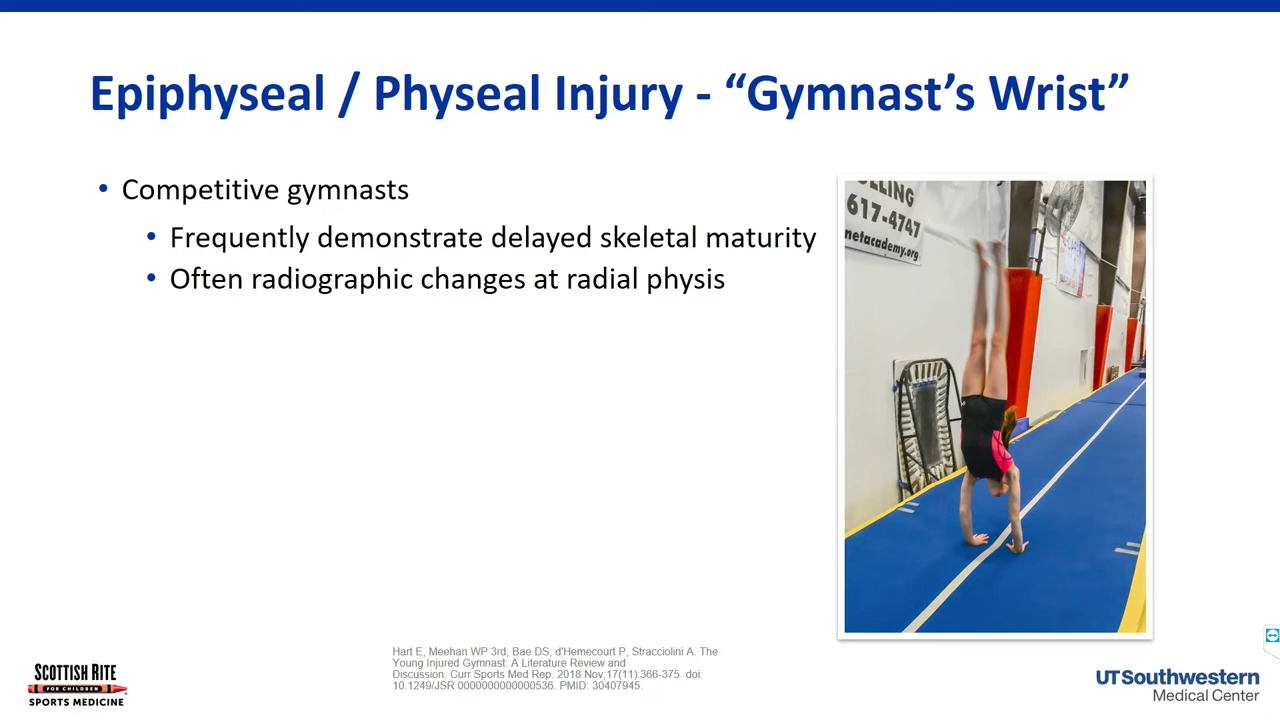 Epiphyseal / Physeal Injury - “Gymnast’s Wrist”
• Competitive gymnasts
• Frequently demonstrate delayed skeletal maturity
• Often radiographic changes at radial physis
617-4747
netacademy.org
Hart E, Meehan WP 3rd, Bae DS, d'Hemecourt P, Stracciolini A. The
Young Injured Gymnast: A Literature Review and
Discussion. Curr Sports Med Rep. 2018 Nov;17(11):366-375. doi:
10.1249/JSR.0000000000000536. PMID: 30407945.
SCOTTISH RITE
FOR CHILDREN
SPORTS MEDICINE
UTSouthwestern
Medical Center